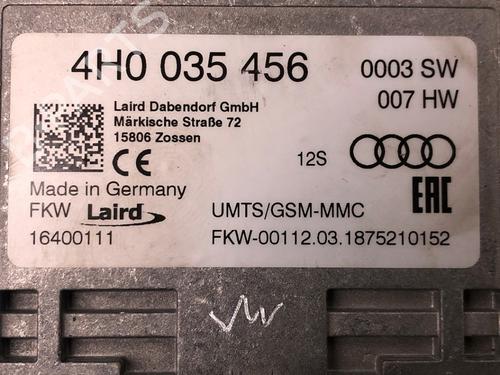 4H0 035 456
0003 SW
007 HW
Laird Dabendorf GmbH
Märkische Straße 72
15806 Zossen
CE
12S
Made in Germany
EAC
FKW Laird
UMTS/GSM-MMC
16400111
FKW-00112.03.1875210152